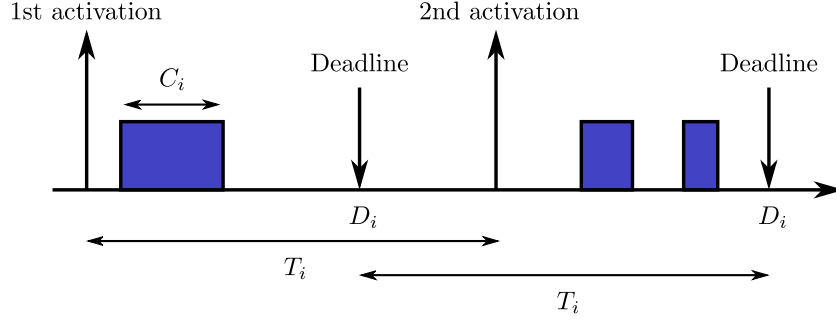 1st activation
2nd activation
Deadline
Deadline
C_i
D_i
D_i
T_i
T_i